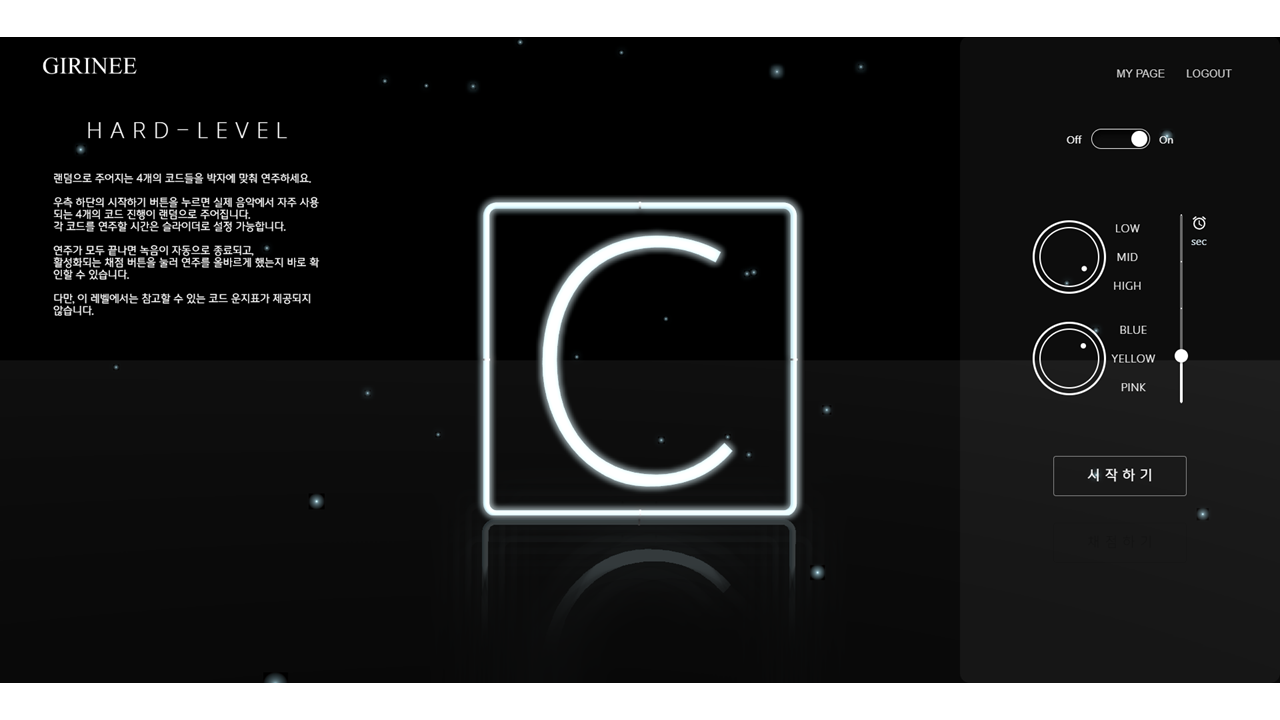 GIRINEE
MY PAGE LOGOUT
HARD-LEVEL
Off On
랜덤으로 주어지는 4개의 코드들을 박자에 맞춰 연주하세요.
우측 하단의 시작하기 버튼을 누르면 실제 음악에서 자주 사용
되는 4개의 코드 진행이 랜덤으로 주어집니다.
각 코드를 연주할 시간은 슬라이더로 설정 가능합니다.
연주가 모두 끝나면 녹음이 자동으로 종료되고,
활성화되는 채점 버튼을 눌러 연주를 올바르게 했는지 바로 확
인할 수 있습니다.
다만, 이 레벨에서는 참고할 수 있는 코드 운지표가 제공되지
않습니다.
C
LOW
MID
HIGH
sec
BLUE
YELLOW
PINK
시작하기